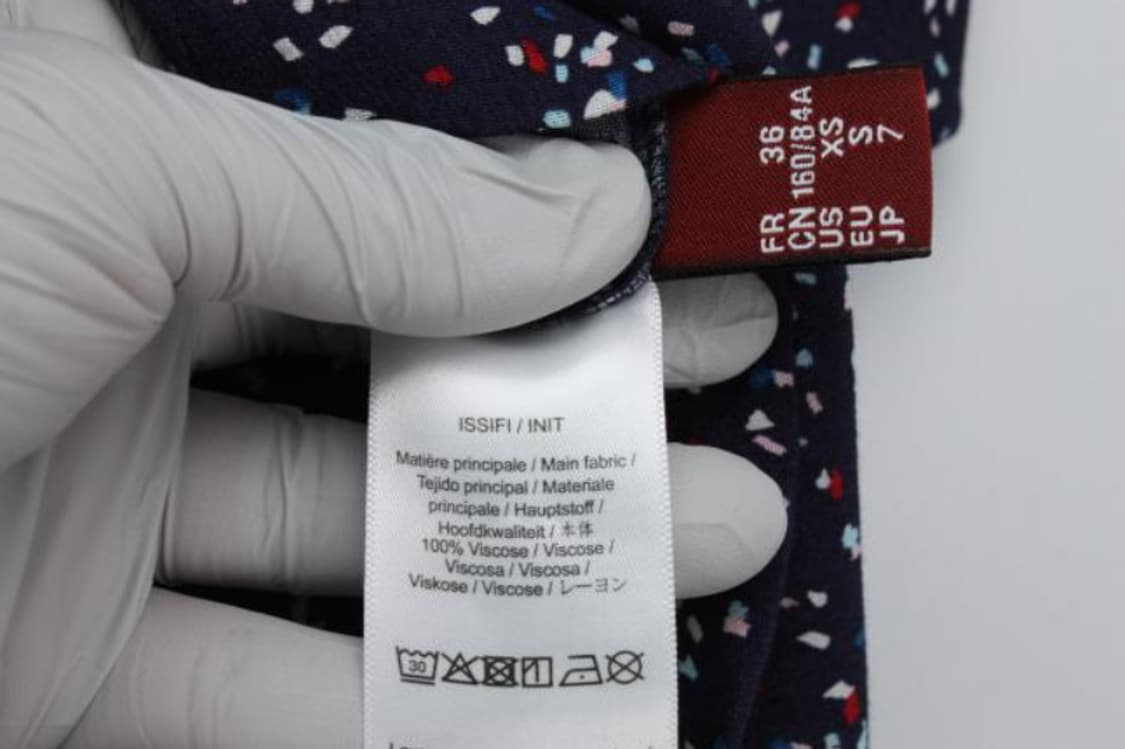 FR 36
CN 160/84A
US XS
EU S
JP 7
ISSIFI / INIT
Matière principale / Main fabric /
Tejido principal / Materiale
principale / Hauptstoff /
Hoofdkwaliteit / 本体
100% Viscose / Viscose /
Viscosa / Viscosa /
Viskose / Viscose / レーヨン
30